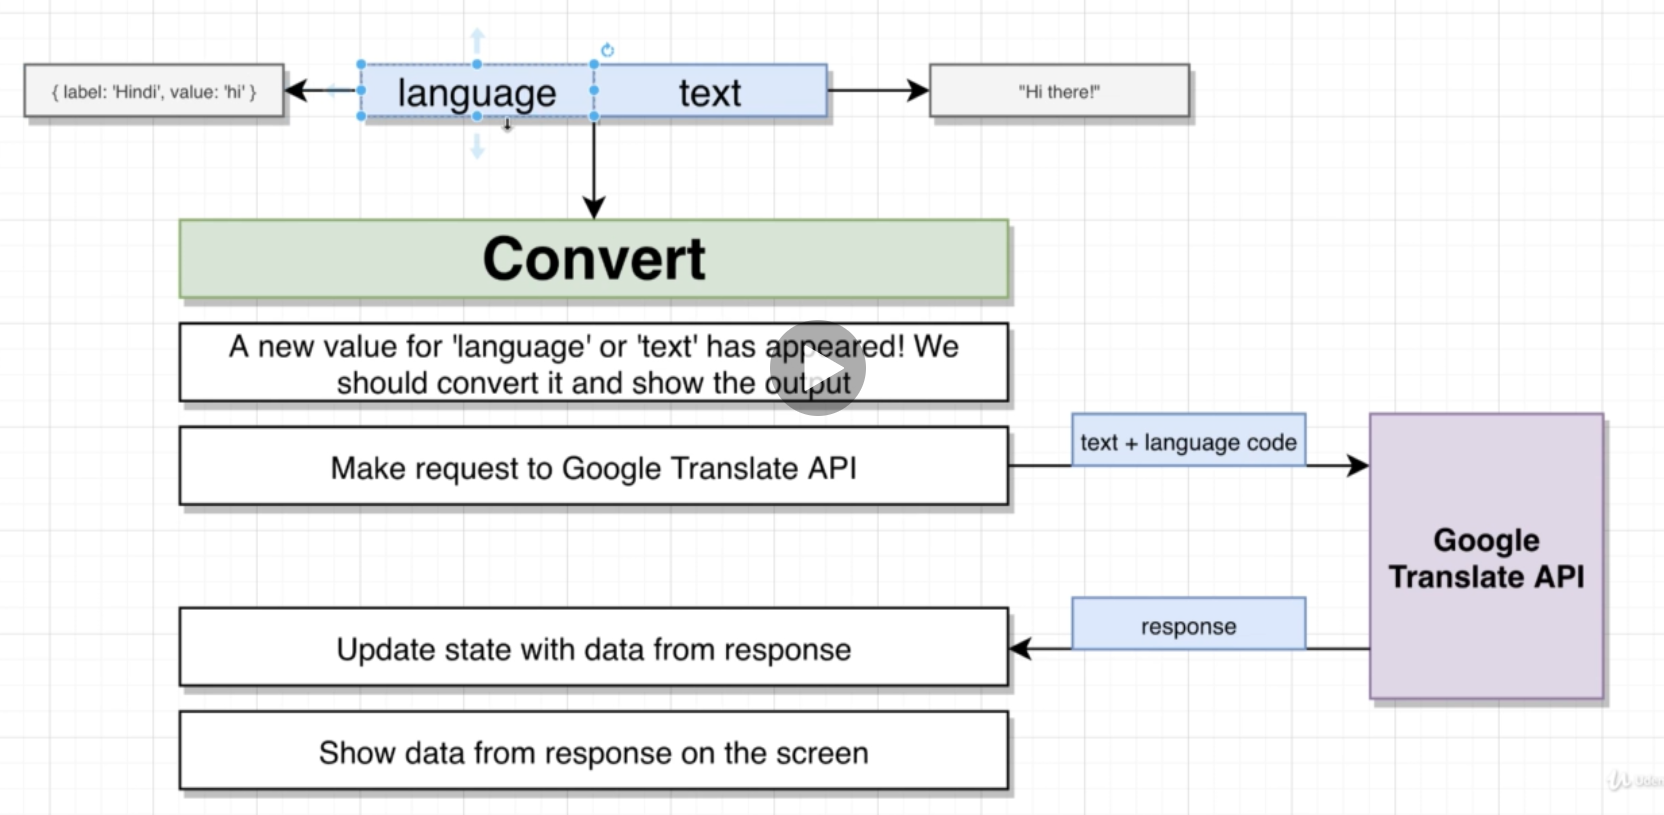 { label: 'Hindi', value: 'hi' }
language
text
"Hi there!"
Convert
A new value for 'language' or 'text' has appeared! We
should convert it and show the output
Make request to Google Translate API
text + language code
Google
Translate API
response
Update state with data from response
Show data from response on the screen